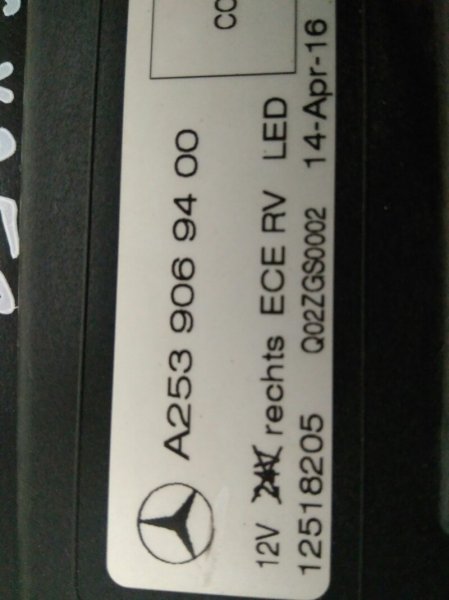 CO
A253 906 94 00
12V 24V rechts ECE RV LED
12518205 Q02ZGS0002 14-Apr-16